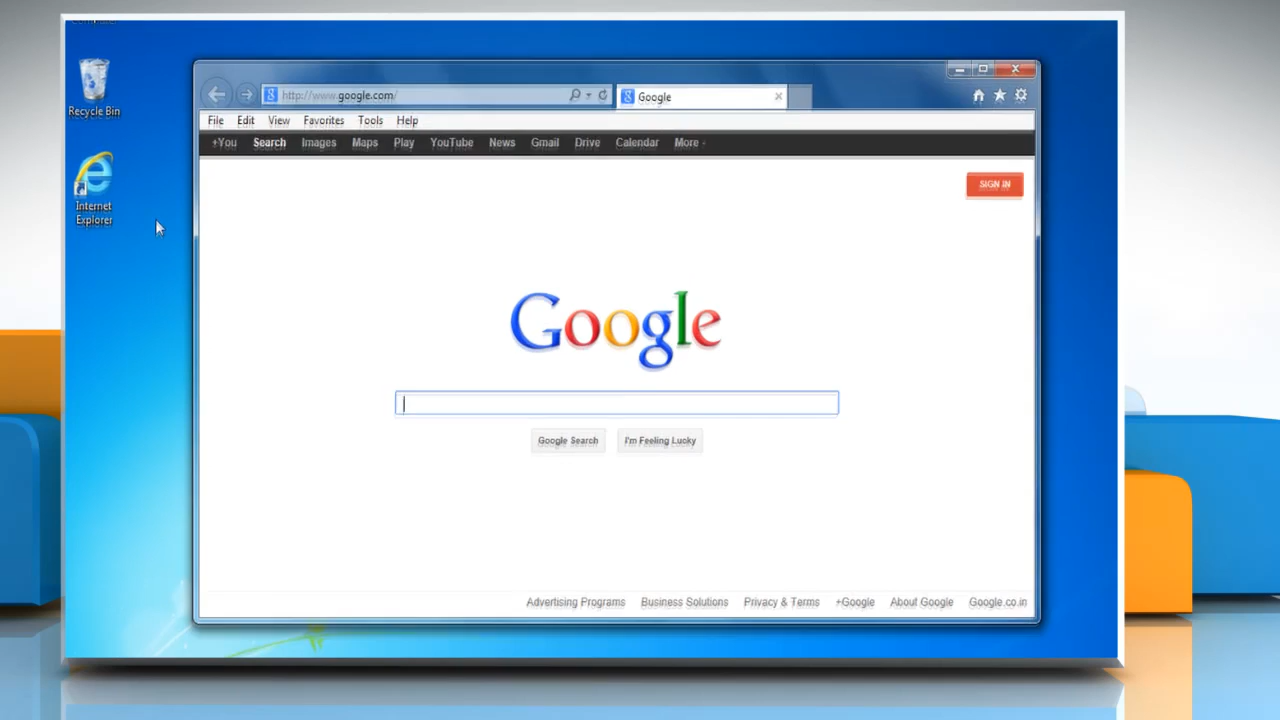 Recycle Bin
Internet
Explorer
http://www.google.com/
Google
File Edit View Favorites Tools Help
+You Search Images Maps Play YouTube News Gmail Drive Calendar More
SIGN IN
Google
Google Search I'm Feeling Lucky
Advertising Programs Business Solutions Privacy & Terms +Google About Google Google.co.in